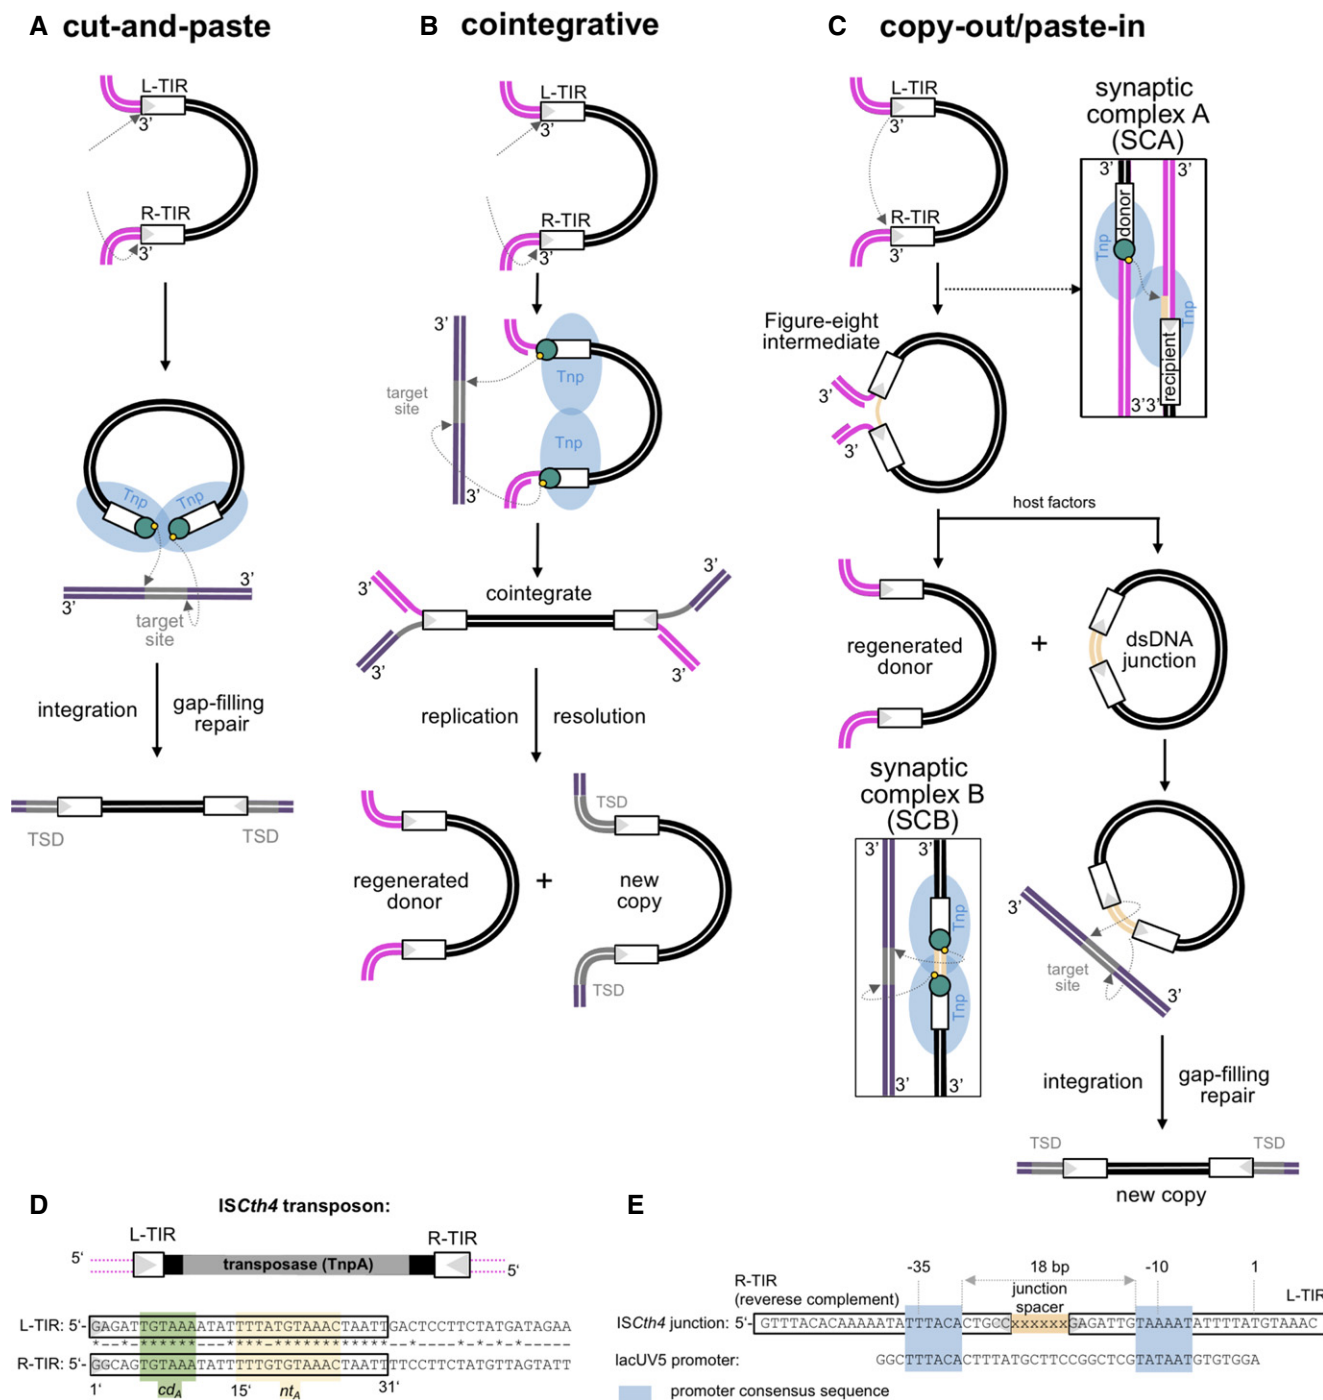 A cut-and-paste
L-TIR
3'
R-TIR
3'
Tnp Tnp
3' 3'
target
site
integration
gap-filling
repair
TSD TSD
B cointegrative
L-TIR
3'
R-TIR
3'
3'
target
site
Tnp
Tnp
3'
cointegrate
3' 3'
3' 3'
replication resolution
regenerated
donor
+
TSD
new
copy
TSD
C copy-out/paste-in
L-TIR
3'
R-TIR
3'
synaptic
complex A
(SCA)
3' 3'
donor
Tnp
Tnp
recipient
3' 3'
Figure-eight
intermediate
3'
3'
host factors
regenerated
donor
+
dsDNA
junction
synaptic
complex B
(SCB)
3' 3'
Tnp
Tnp
3' 3'
3'
target
site
3'
integration
gap-filling
repair
TSD TSD
new copy
D ISCth4 transposon:
L-TIR R-TIR
5' transposase (TnpA) 5'
L-TIR: 5'-GAGATTGTAAAATATTTTATGTAAACTAATTGACTCCTTCTATGATAGAA
R-TIR: 5'-GGCAGTGTAAAATATTTTTGTGTAAACTAATTTTCCTTCTATGTTAGTATT
1' cdA 15' ntA 31'
E
-35 18 bp -10 1
R-TIR
(reverese complement)
junction
spacer
L-TIR
ISCth4 junction: 5'-GTTTACACAAAAATATTTACACTGCCxxxxxxGAGATTGTAAAATATTTTATGTAAAC
lacUV5 promoter: GGCTTTACACTTTATGCTTCCGGCTCGTATAATGTGTGGA
promoter consensus sequence